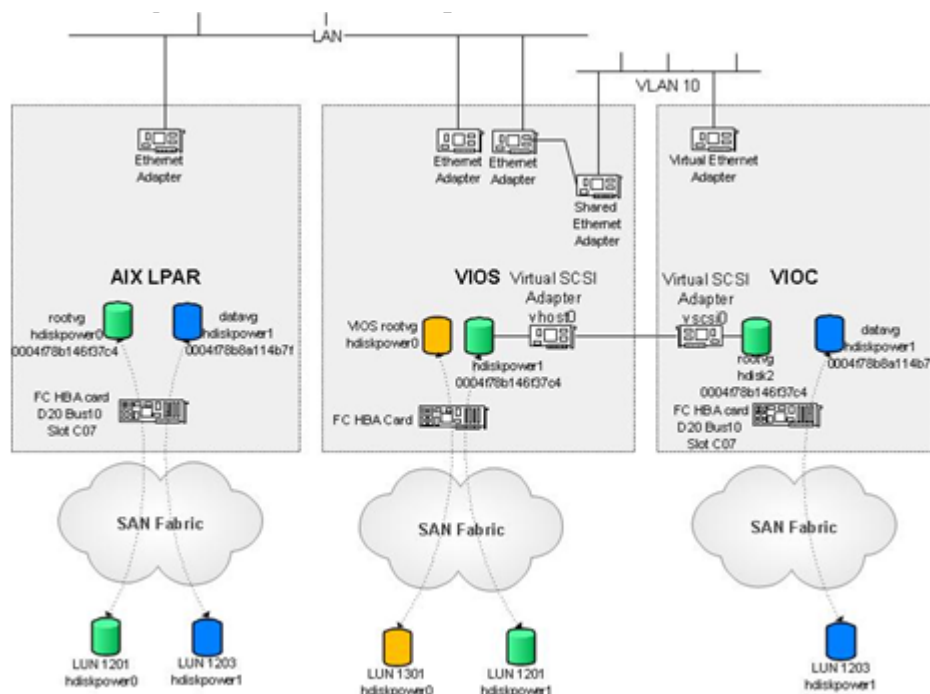 LAN
VLAN 10
Ethernet
Adapter
Ethernet
Adapter
Ethernet
Adapter
Shared
Ethernet
Adapter
Virtual Ethernet
Adapter
AIX LPAR
rootvg
hdiskpower0
0004f78b146f37c4
datavg
hdiskpower1
0004f78b8a114b7f
FC HBA card
D20 Bus10
Slot C07
VIOS
VIOS rootvg
hdiskpower0
hdiskpower1
0004f78b146f37c4
Virtual SCSI
Adapter
vhost0
FC HBA Card
Virtual SCSI
Adapter
vscsi0
VIOC
rootvg
hdisk2
0004f78b146f37c4
datavg
hdiskpower1
0004f78b8a114b7
FC HBA card
D20 Bus10
Slot C07
SAN Fabric
SAN Fabric
SAN Fabric
LUN 1201
hdiskpower0
LUN 1203
hdiskpower1
LUN 1301
hdiskpower0
LUN 1201
hdiskpower1
LUN 1203
hdiskpower1